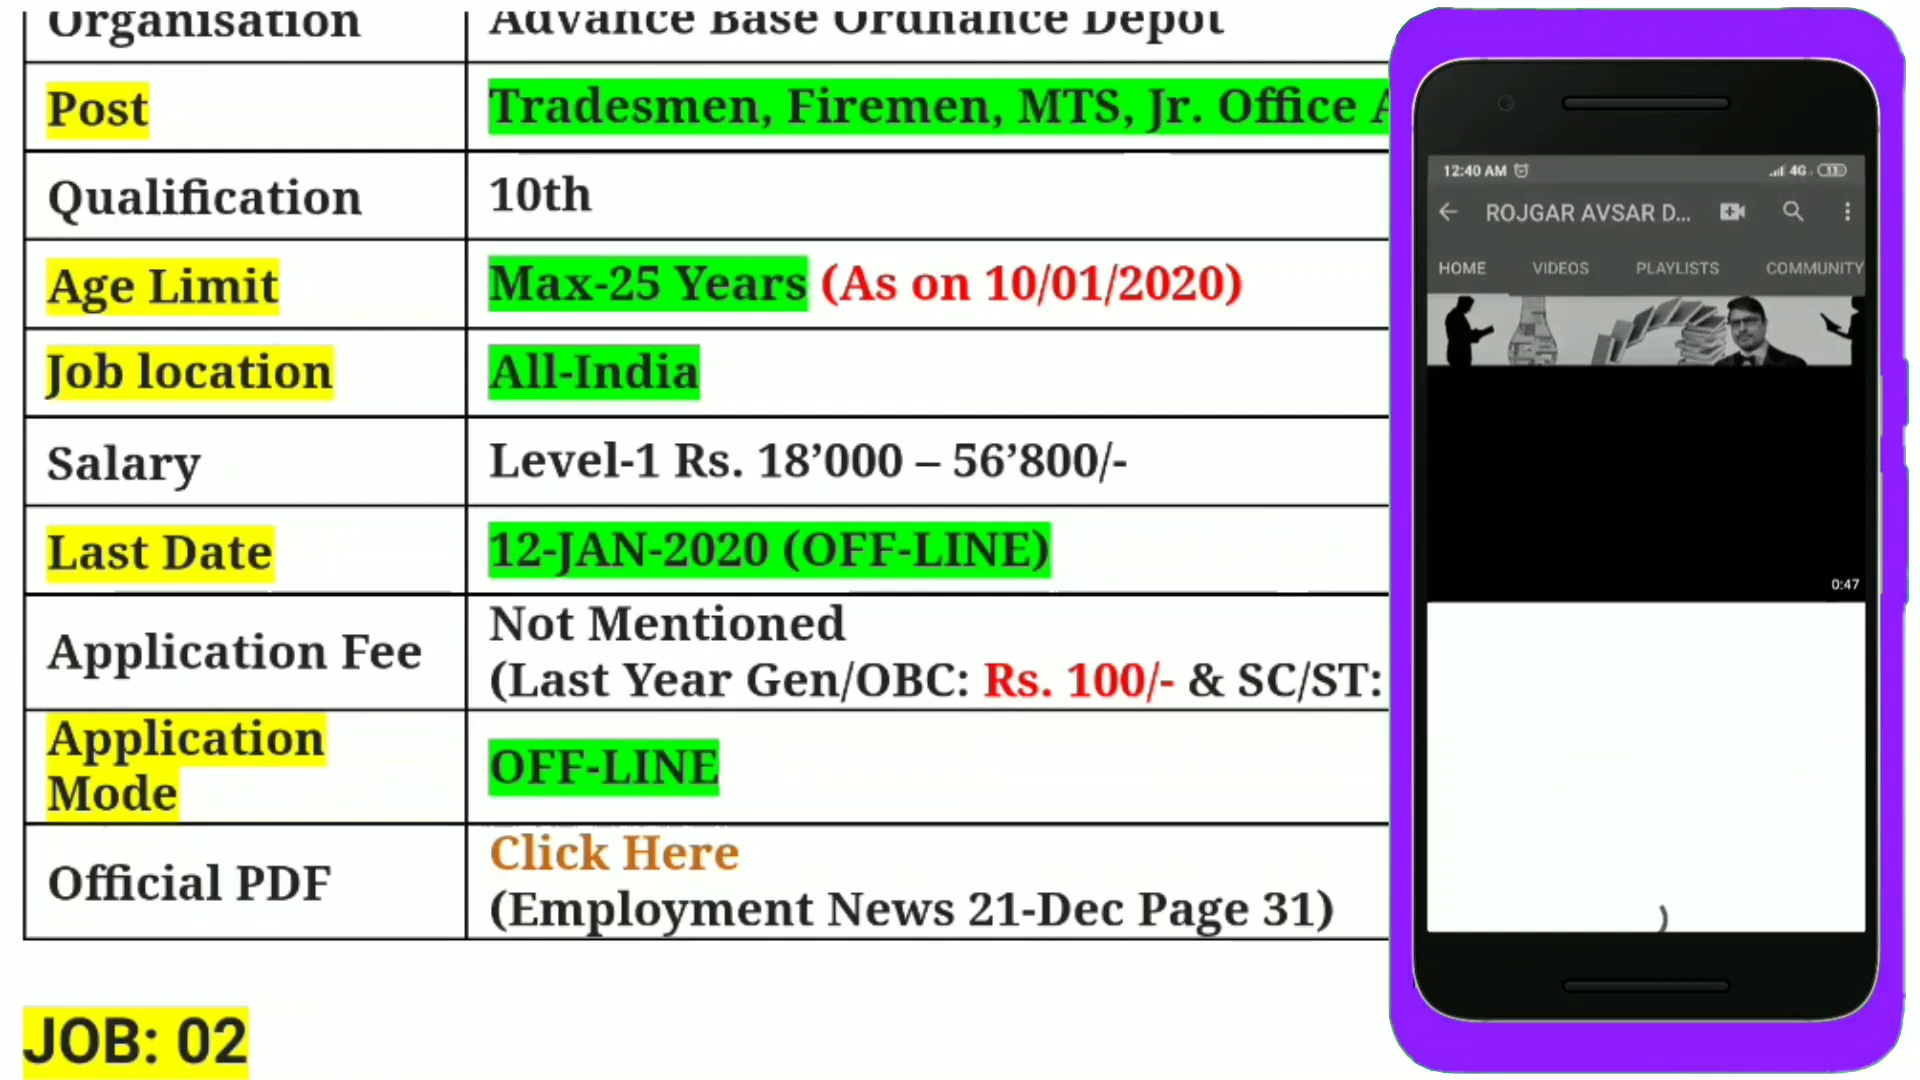 Organisation Advance Base Ordnance Depot
Post Tradesmen, Firemen, MTS, Jr. Office
Qualification 10th
Age Limit Max-25 Years (As on 10/01/2020)
Job location All-India
Salary Level-1 Rs. 18’000 – 56’800/-
Last Date 12-JAN-2020 (OFF-LINE)
Application Fee Not Mentioned
(Last Year Gen/OBC: Rs. 100/- & SC/ST:
Application
Mode
OFF-LINE
Official PDF Click Here
(Employment News 21-Dec Page 31)
JOB: 02
12:40 AM 4G 33
ROJGAR AVSAR D...
HOME VIDEOS PLAYLISTS COMMUNITY
0:47